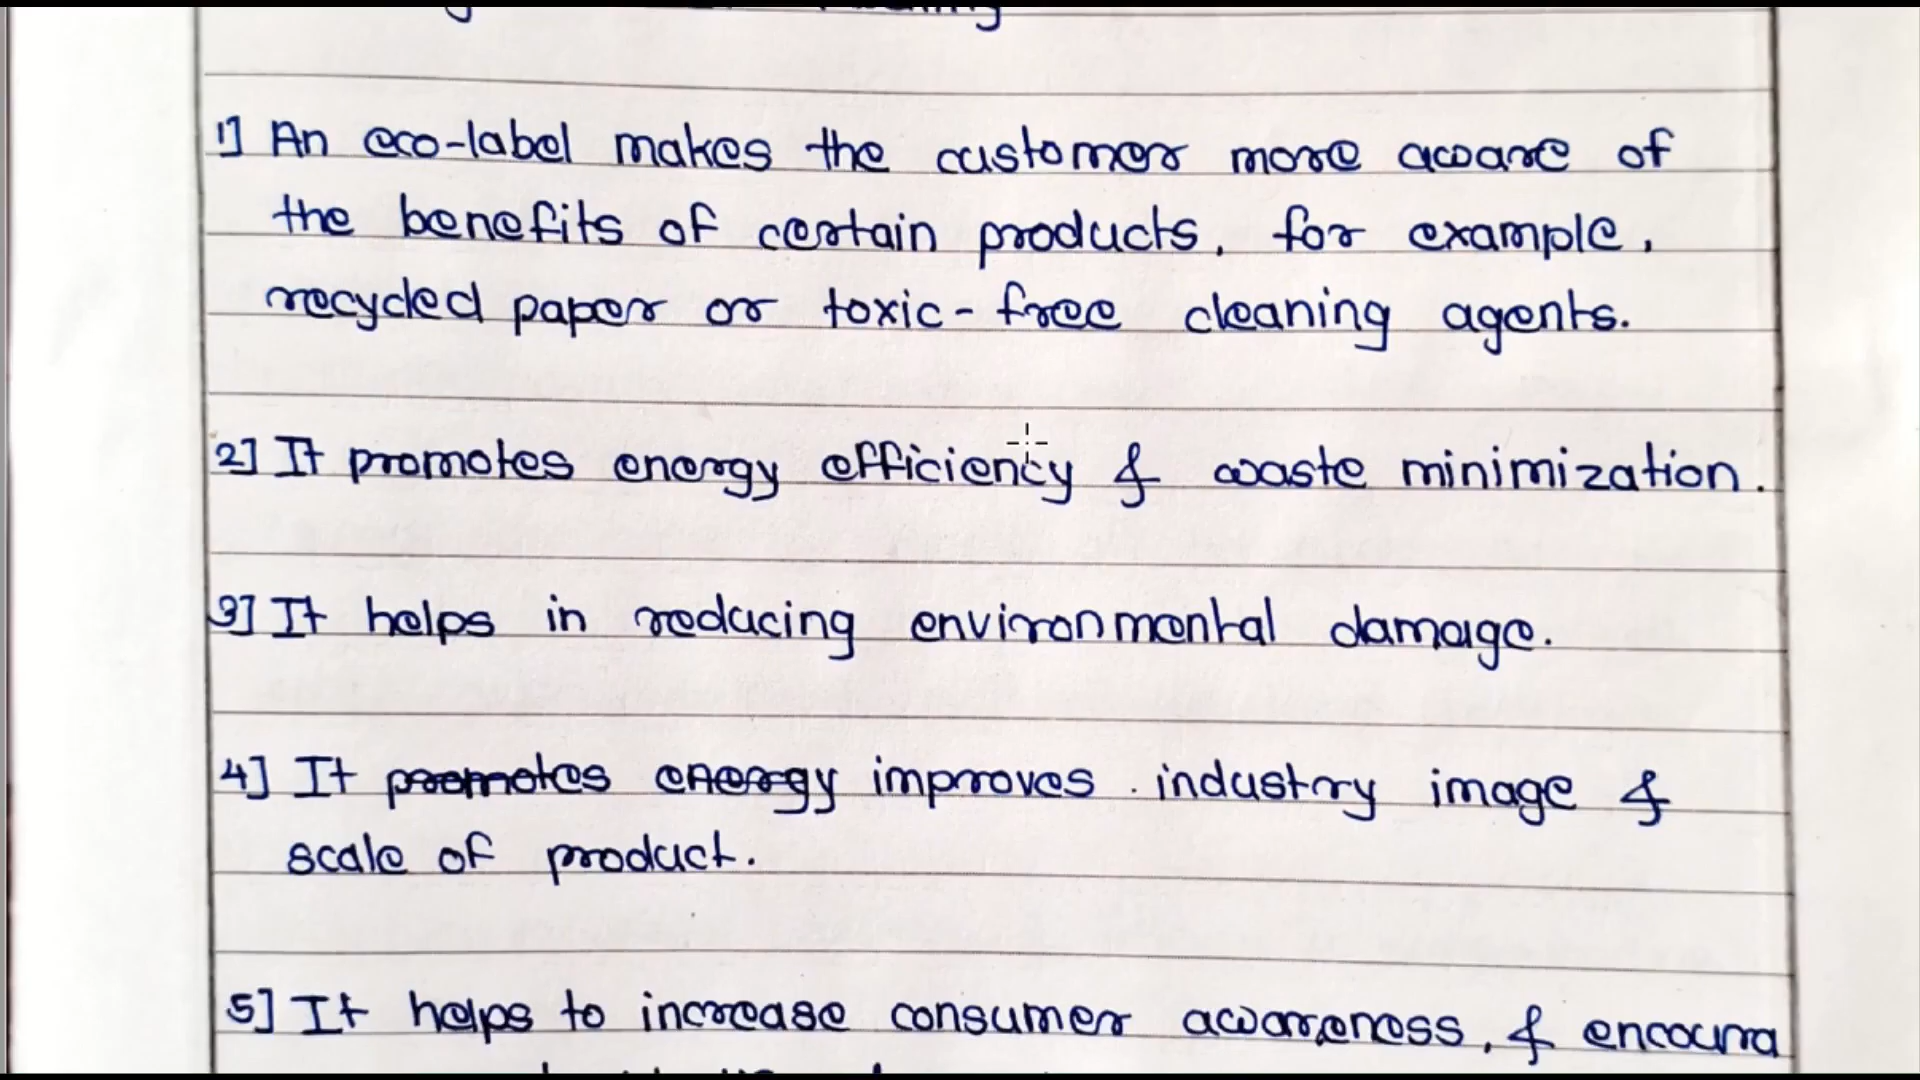 1] An eco-label makes the customer more aware of
the benefits of certain products, for example,
recycled paper or toxic-free cleaning agents.
2] It promotes energy efficiency & waste minimization.
3] It helps in reducing environmental damage.
4] It promotes energy improves industry image &
scale of product.
5] It helps to increase consumer awareness, & encoura